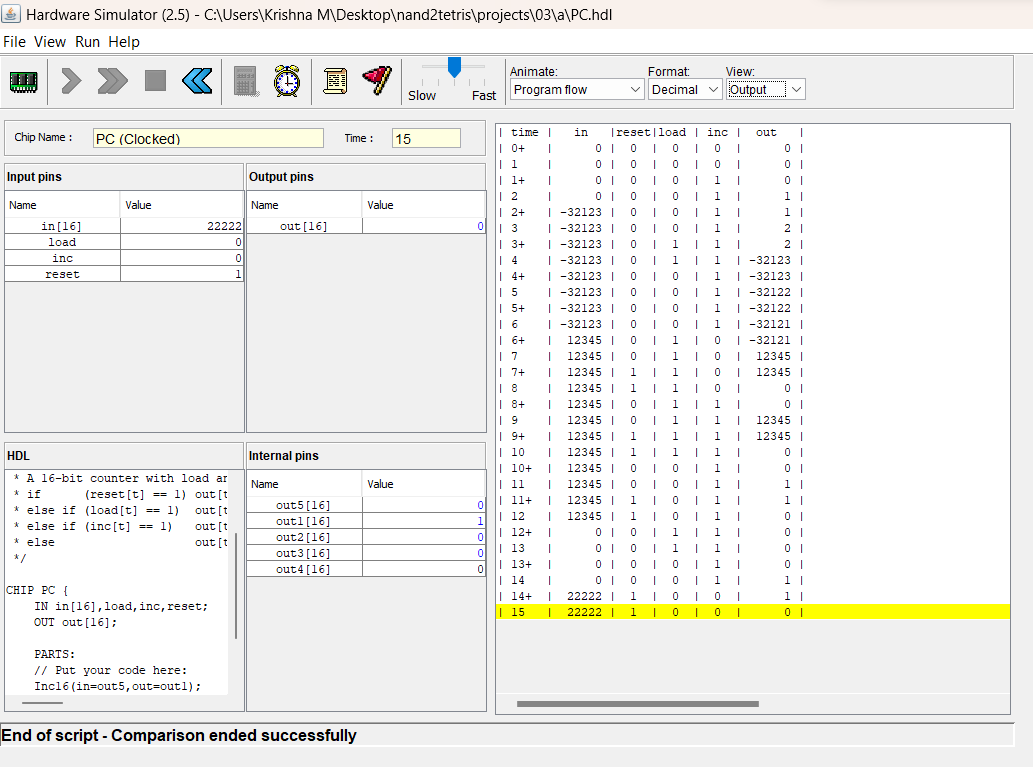 Hardware Simulator (2.5) - C:\Users\Krishna M\Desktop\nand2tetris\projects\03\a\PC.hdl
File View Run Help
Slow Fast
Animate: Format: View:
Program flow Decimal Output
Chip Name : PC (Clocked) Time : 15
Input pins
Name Value
in[16] 22222
load 0
inc 0
reset 1
Output pins
Name Value
out[16] 0
HDL
* A 16-bit counter with load ar
* if (reset[t] == 1) out[t
* else if (load[t] == 1) out[t
* else if (inc[t] == 1) out[t
* else out[t
*/
CHIP PC {
IN in[16],load,inc,reset;
OUT out[16];
PARTS:
// Put your code here:
Inc16(in=out5,out=out1);
Internal pins
Name Value
out5[16] 0
out1[16] 1
out2[16] 0
out3[16] 0
out4[16] 0
| time | in |reset|load | inc | out |
| 0+ | 0 | 0 | 0 | 0 | 0 |
| 1 | 0 | 0 | 0 | 0 | 0 |
| 1+ | 0 | 0 | 0 | 1 | 0 |
| 2 | 0 | 0 | 0 | 1 | 1 |
| 2+ | -32123 | 0 | 0 | 1 | 1 |
| 3 | -32123 | 0 | 0 | 1 | 2 |
| 3+ | -32123 | 0 | 1 | 1 | 2 |
| 4 | -32123 | 0 | 1 | 1 | -32123 |
| 4+ | -32123 | 0 | 0 | 1 | -32123 |
| 5 | -32123 | 0 | 0 | 1 | -32122 |
| 5+ | -32123 | 0 | 0 | 1 | -32122 |
| 6 | -32123 | 0 | 0 | 1 | -32121 |
| 6+ | 12345 | 0 | 1 | 0 | -32121 |
| 7 | 12345 | 0 | 1 | 0 | 12345 |
| 7+ | 12345 | 1 | 1 | 0 | 12345 |
| 8 | 12345 | 1 | 1 | 0 | 0 |
| 8+ | 12345 | 0 | 1 | 1 | 0 |
| 9 | 12345 | 0 | 1 | 1 | 12345 |
| 9+ | 12345 | 1 | 1 | 1 | 12345 |
| 10 | 12345 | 1 | 1 | 1 | 0 |
| 10+ | 12345 | 0 | 0 | 1 | 0 |
| 11 | 12345 | 0 | 0 | 1 | 1 |
| 11+ | 12345 | 1 | 0 | 1 | 1 |
| 12 | 12345 | 1 | 0 | 1 | 0 |
| 12+ | 0 | 0 | 1 | 1 | 0 |
| 13 | 0 | 0 | 1 | 1 | 0 |
| 13+ | 0 | 0 | 0 | 1 | 0 |
| 14 | 0 | 0 | 0 | 1 | 1 |
| 14+ | 22222 | 1 | 0 | 0 | 1 |
| 15 | 22222 | 1 | 0 | 0 | 0 |
End of script - Comparison ended successfully